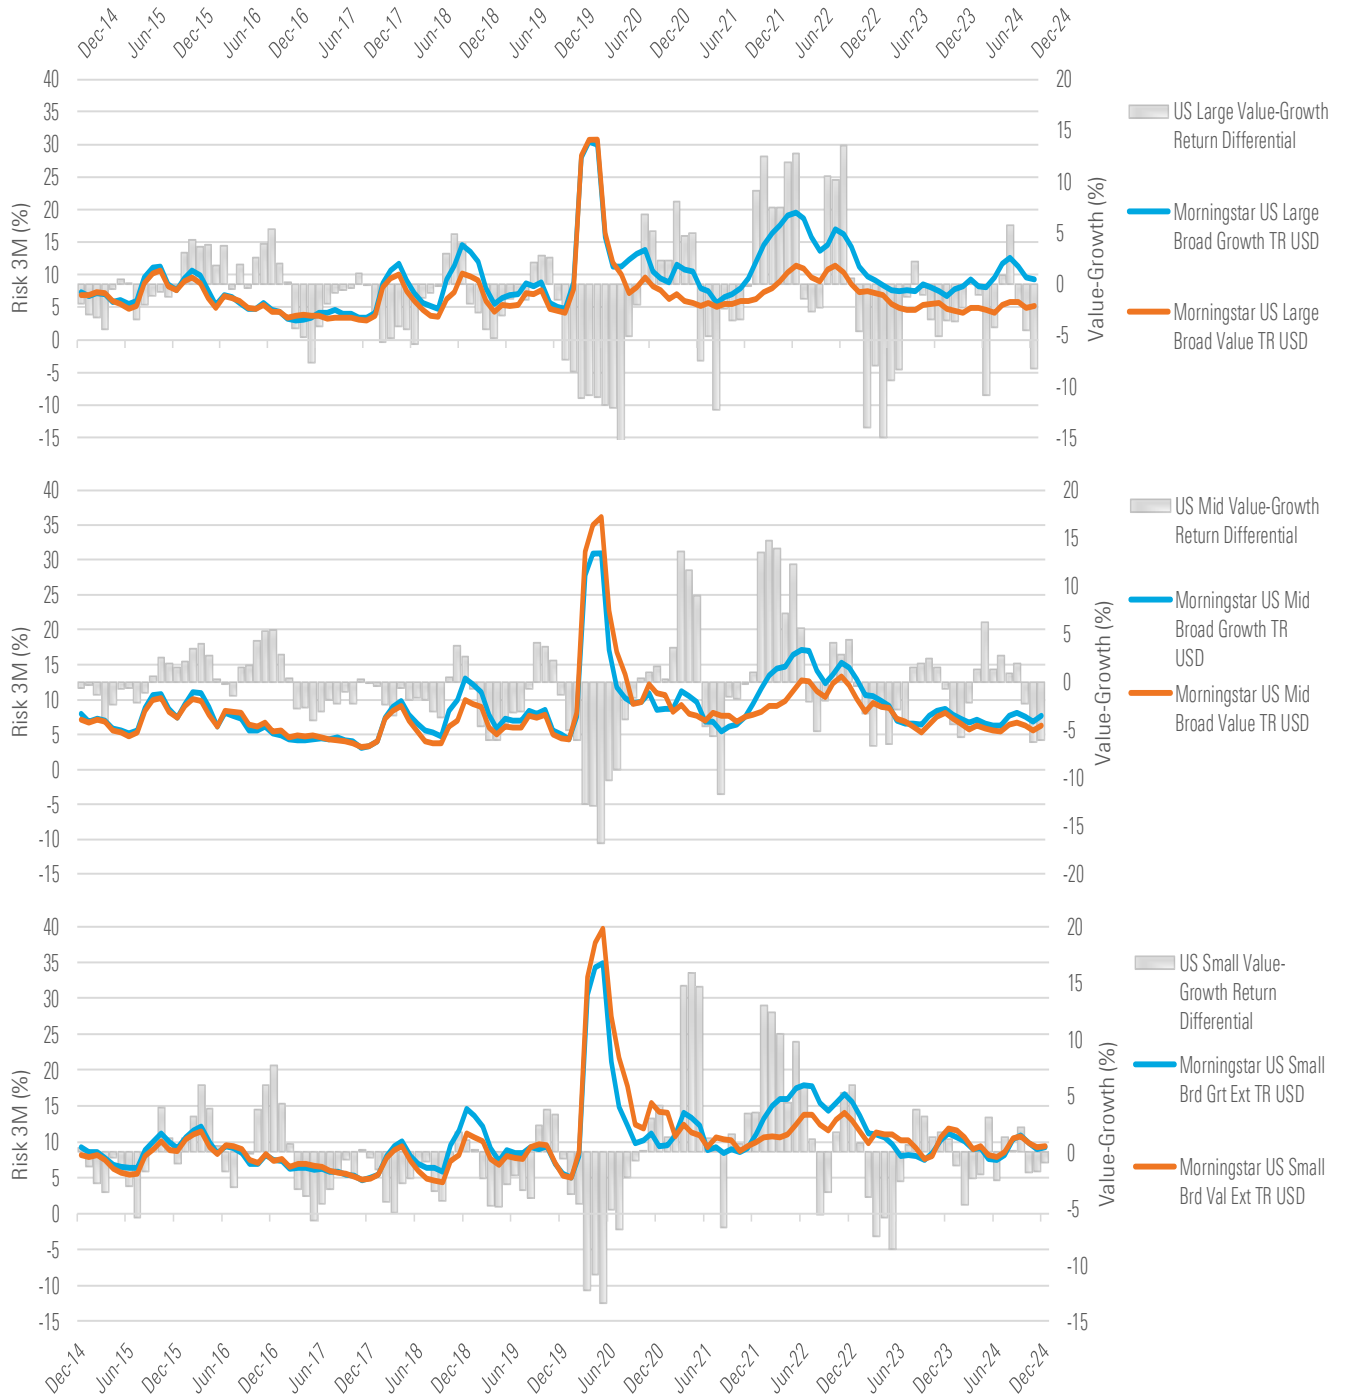 Dec-14
Jun-15
Dec-15
Jun-16
Dec-16
Jun-17
Dec-17
Jun-18
Dec-18
Jun-19
Dec-19
Jun-20
Dec-20
Jun-21
Dec-21
Jun-22
Dec-22
Jun-23
Dec-23
Jun-24
Dec-24
40
35
30
25
20
15
10
5
0
-5
-10
-15
Risk 3M (%)
20
15
10
5
0
-5
-10
-15
Value-Growth (%)
US Large Value-Growth
Return Differential
Morningstar US Large
Broad Growth TR USD
Morningstar US Large
Broad Value TR USD
40
35
30
25
20
15
10
5
0
-5
-10
-15
Risk 3M (%)
20
15
10
5
0
-5
-10
-15
-20
Value-Growth (%)
US Mid Value-Growth
Return Differential
Morningstar US Mid
Broad Growth TR
USD
Morningstar US Mid
Broad Value TR USD
40
35
30
25
20
15
10
5
0
-5
-10
-15
Risk 3M (%)
20
15
10
5
0
-5
-10
-15
Value-Growth (%)
US Small Value-
Growth Return
Differential
Morningstar US Small
Brd Grt Ext TR USD
Morningstar US Small
Brd Val Ext TR USD
Dec-14
Jun-15
Dec-15
Jun-16
Dec-16
Jun-17
Dec-17
Jun-18
Dec-18
Jun-19
Dec-19
Jun-20
Dec-20
Jun-21
Dec-21
Jun-22
Dec-22
Jun-23
Dec-23
Jun-24
Dec-24